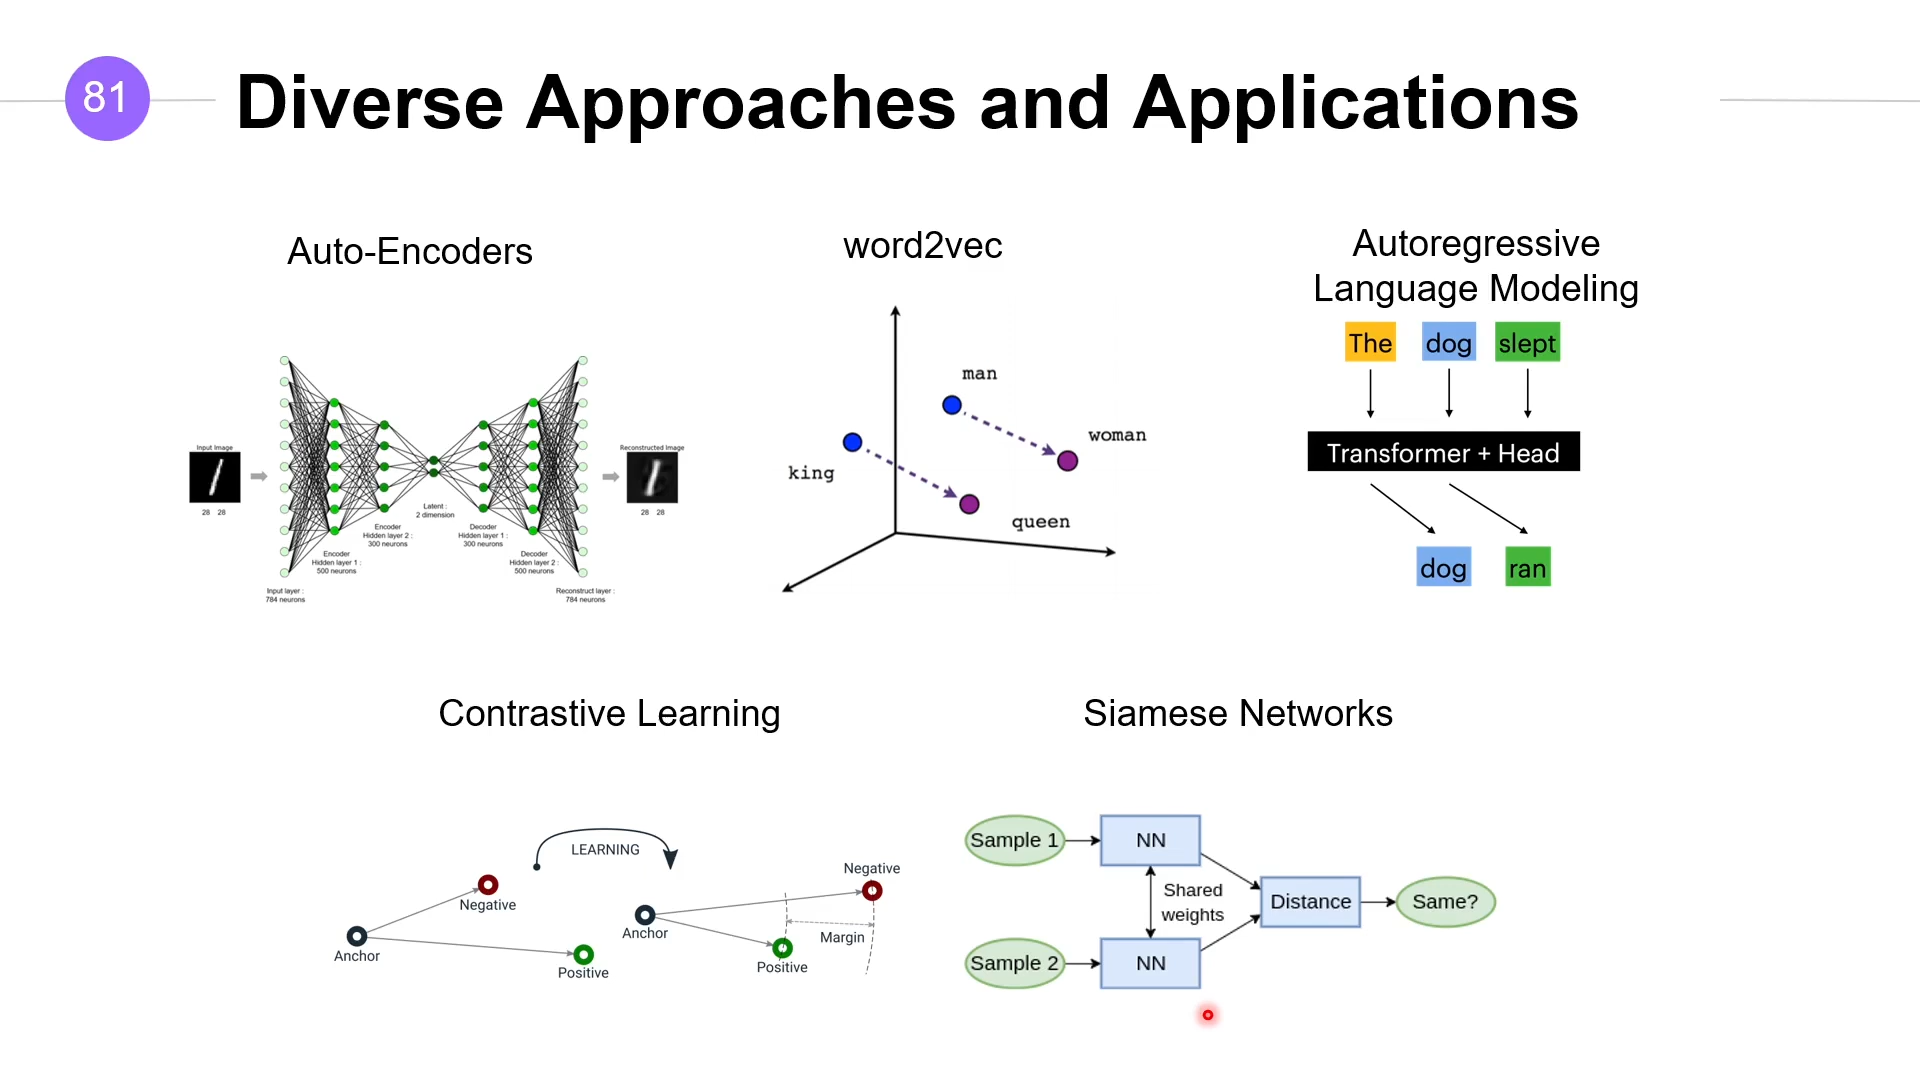 81
Diverse Approaches and Applications
Auto-Encoders
Input Image
28 28
Input layer :
784 neurons
Encoder
Hidden layer 1 :
500 neurons
Encoder
Hidden layer 2 :
300 neurons
Latent :
2 dimension
Decoder
Hidden layer 1 :
300 neurons
Decoder
Hidden layer 2 :
500 neurons
Reconstruct layer :
784 neurons
Reconstructed Image
28 28
word2vec
man
woman
king
queen
Autoregressive
Language Modeling
The dog slept
Transformer + Head
dog ran
Contrastive Learning
LEARNING
Negative
Anchor
Positive
Negative
Anchor
Margin
Positive
Siamese Networks
Sample 1
NN
Shared
weights
Distance
Same?
Sample 2
NN